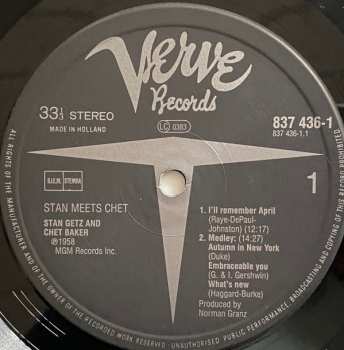 Verve
Records
33⅓ STEREO
MADE IN HOLLAND
LC 0383
837 436-1
837 436-1.1
B.I.E.M. STEMRA
1
STAN MEETS CHET
STAN GETZ AND
CHET BAKER
℗1958
MGM Records Inc.
1. I'll remember April
(Raye-DePaul-
Johnston) (12:17)
2. Medley: (14:27)
Autumn in New York
(Duke)
Embraceable you
(G. & I. Gershwin)
What's new
(Haggard-Burke)
Produced by
Norman Granz
ALL RIGHTS OF THE MANUFACTURER AND OF THE OWNER OF THE RECORDED WORK RESERVED · UNAUTHORISED PUBLIC PERFORMANCE BROADCASTING AND COPYING OF THIS RECORD PROHIBITED